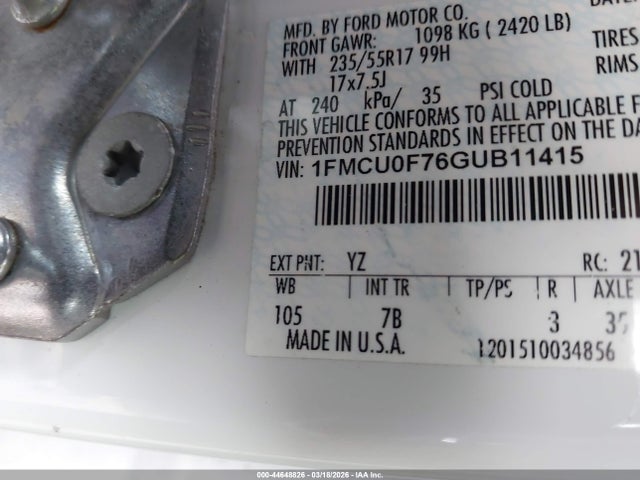 DATE
MFD. BY FORD MOTOR CO.
FRONT GAWR: 1098 KG ( 2420 LB)
TIRES
WITH 235/55R17 99H
RIMS
17x7.5J
AT 240 kPa/ 35 PSI COLD
THIS VEHICLE CONFORMS TO ALL APPLICABLE F
PREVENTION STANDARDS IN EFFECT ON THE DA
VIN: 1FMCU0F76GUB11415
EXT PNT: YZ RC: 21
WB INT TR TP/PS R AXLE
105 7B 3 35
MADE IN U.S.A. 1201510034856
000-44648826 - 03/18/2026 - IAA Inc.